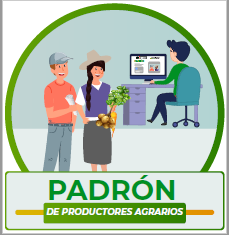 PADRÓN
DE PRODUCTORES AGRARIOS